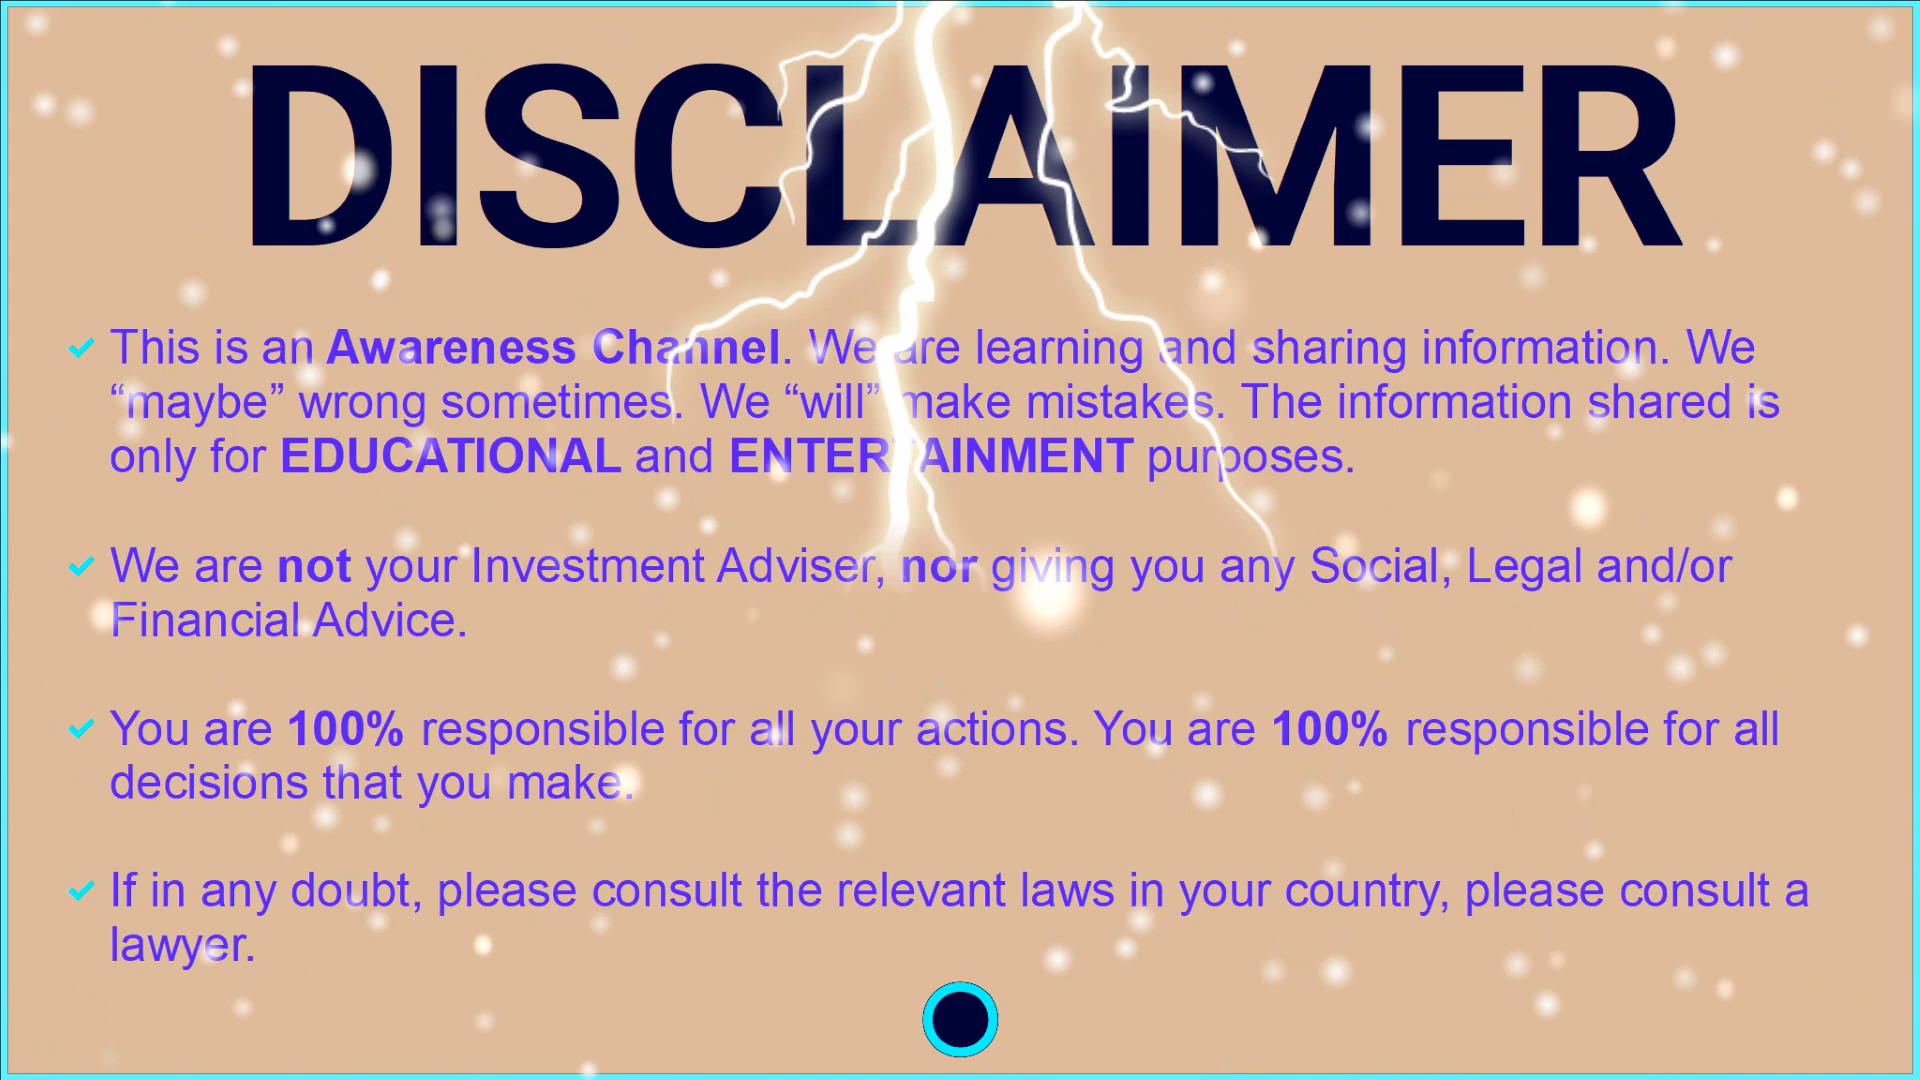 DISCLAIMER
This is an Awareness Channel. We are learning and sharing information. We
“maybe” wrong sometimes. We “will” make mistakes. The information shared is
only for EDUCATIONAL and ENTERTAINMENT purposes.
We are not your Investment Adviser, nor giving you any Social, Legal and/or
Financial Advice.
You are 100% responsible for all your actions. You are 100% responsible for all
decisions that you make.
If in any doubt, please consult the relevant laws in your country, please consult a
lawyer.